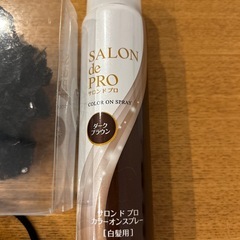 SALON
de
PRO
サロンドプロ
COLOR ON SPRAY
ダーク
ブラウン
サロンド プロ
カラーオンスプレー
[白髪用]